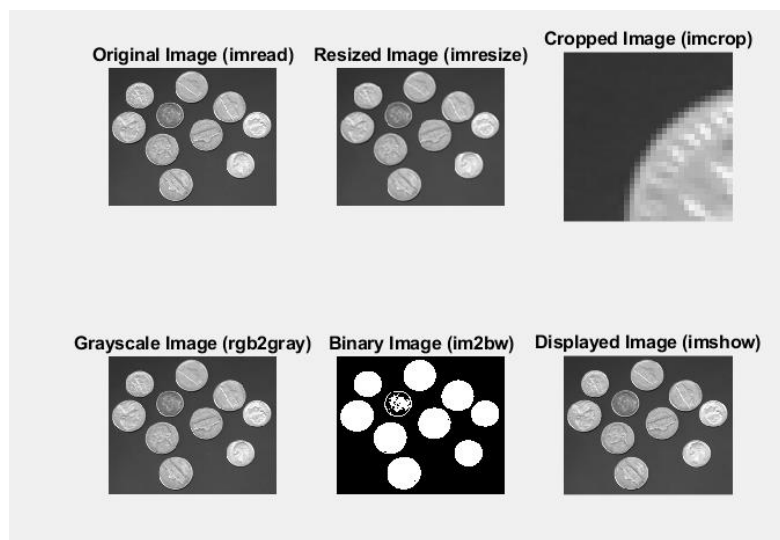 Original Image (imread)
Resized Image (imresize)
Cropped Image (imcrop)
Grayscale Image (rgb2gray)
Binary Image (im2bw)
Displayed Image (imshow)